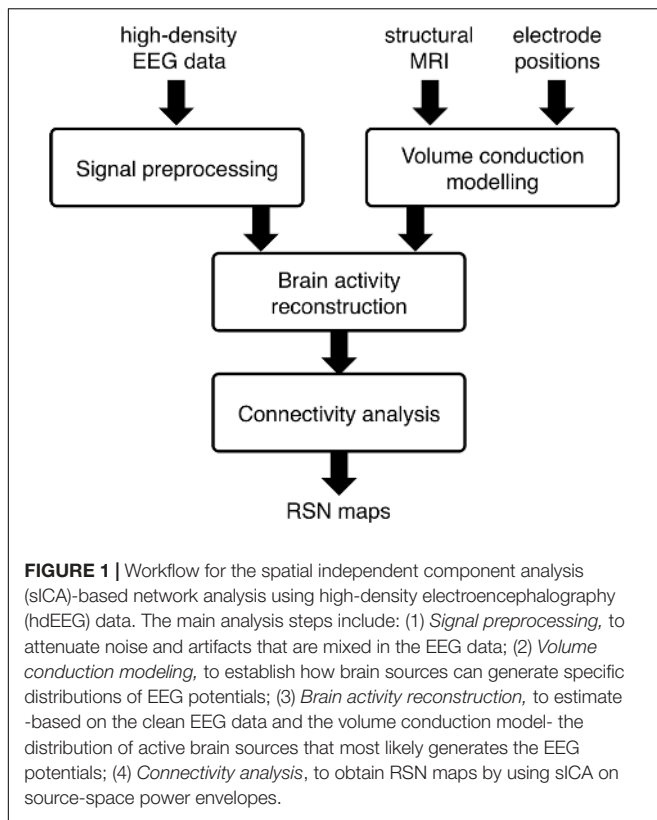 high-density
EEG data
structural
MRI
electrode
positions
Signal preprocessing
Volume conduction
modelling
Brain activity
reconstruction
Connectivity analysis
RSN maps
FIGURE 1 | Workflow for the spatial independent component analysis
(sICA)-based network analysis using high-density electroencephalography
(hdEEG) data. The main analysis steps include: (1) Signal preprocessing, to
attenuate noise and artifacts that are mixed in the EEG data; (2) Volume
conduction modeling, to establish how brain sources can generate specific
distributions of EEG potentials; (3) Brain activity reconstruction, to estimate
-based on the clean EEG data and the volume conduction model- the
distribution of active brain sources that most likely generates the EEG
potentials; (4) Connectivity analysis, to obtain RSN maps by using sICA on
source-space power envelopes.